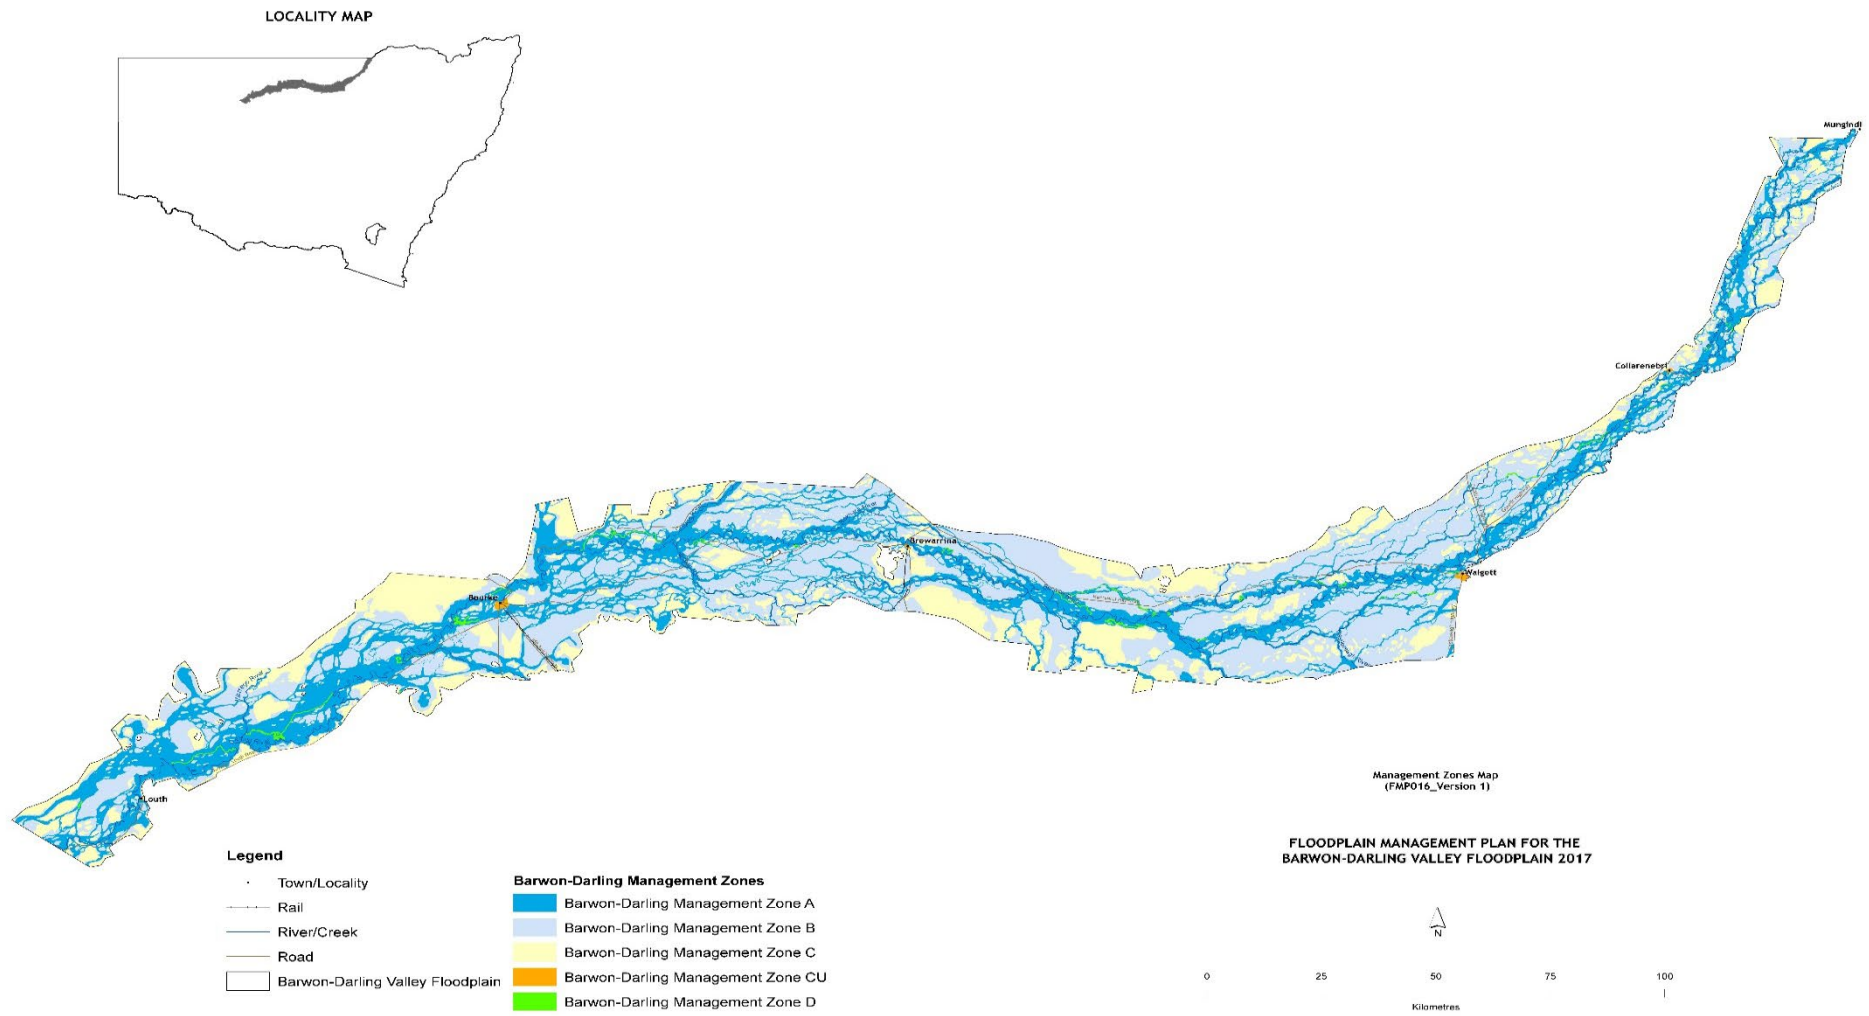 LOCALITY MAP
Mungindi
Collarenebri
Brewarrina
Walgett
Bourke
Louth
Management Zones Map
(FMP016_Version 1)
FLOODPLAIN MANAGEMENT PLAN FOR THE
BARWON-DARLING VALLEY FLOODPLAIN 2017
N
0 25 50 75 100
Kilometres
Legend
Town/Locality
Rail
River/Creek
Road
Barwon-Darling Valley Floodplain
Barwon-Darling Management Zones
Barwon-Darling Management Zone A
Barwon-Darling Management Zone B
Barwon-Darling Management Zone C
Barwon-Darling Management Zone CU
Barwon-Darling Management Zone D